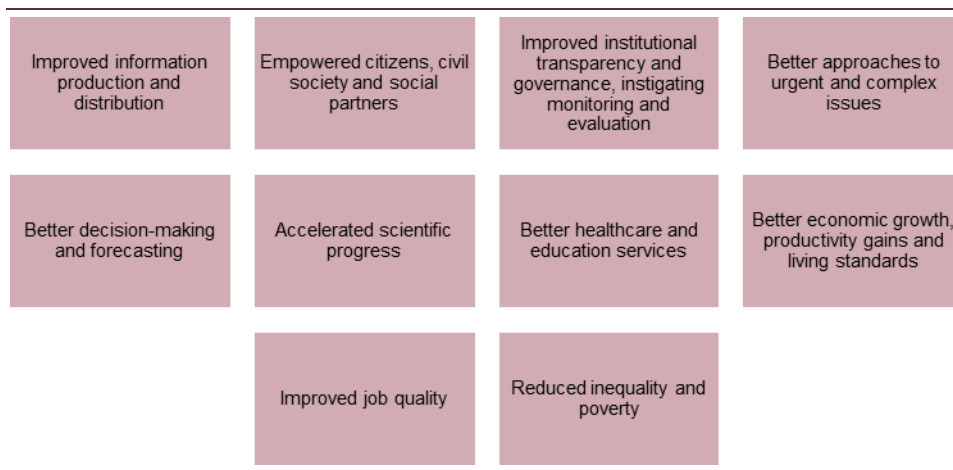 Improved information
production and
distribution
Empowered citizens, civil
society and social
partners
Improved institutional
transparency and
governance, instigating
monitoring and
evaluation
Better approaches to
urgent and complex
issues
Better decision-making
and forecasting
Accelerated scientific
progress
Better healthcare and
education services
Better economic growth,
productivity gains and
living standards
Improved job quality
Reduced inequality and
poverty